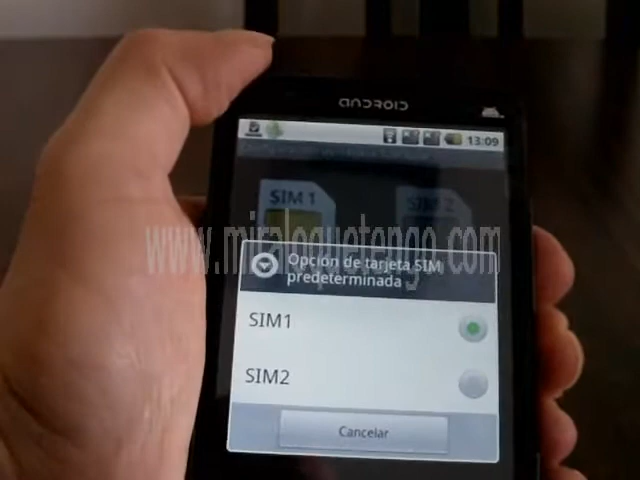 ANDROID
13:09
SIM 1
SIM 2
www.miraloquetengo.com
Opción de tarjeta SIM
predeterminada
SIM1
SIM2
Cancelar